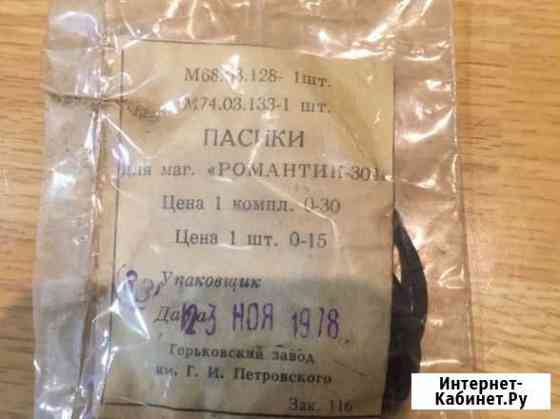 М68.03.128- 1шт.
М74.03.133-1 шт.
ПАСИКИ
для маг. «РОМАНТИК-301»
Цена 1 компл. 0-30
Цена 1 шт. 0-15
Упаковщик
Дата 23 НОЯ 1978
Горьковский завод
им. Г. И. Петровского
Зак. 116
Интернет-
Кабинет.Ру